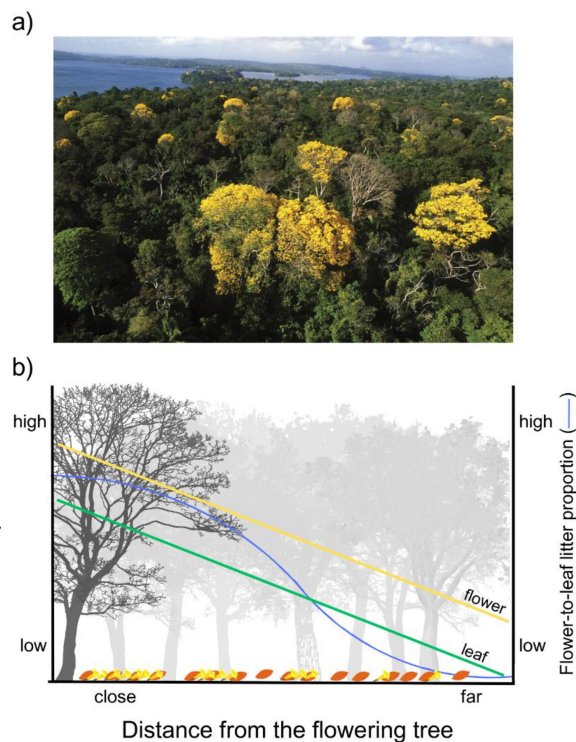 a)
b)
high
high
flower
leaf
low
low
close
far
Distance from the flowering tree
Flower-to-leaf litter proportion (—)